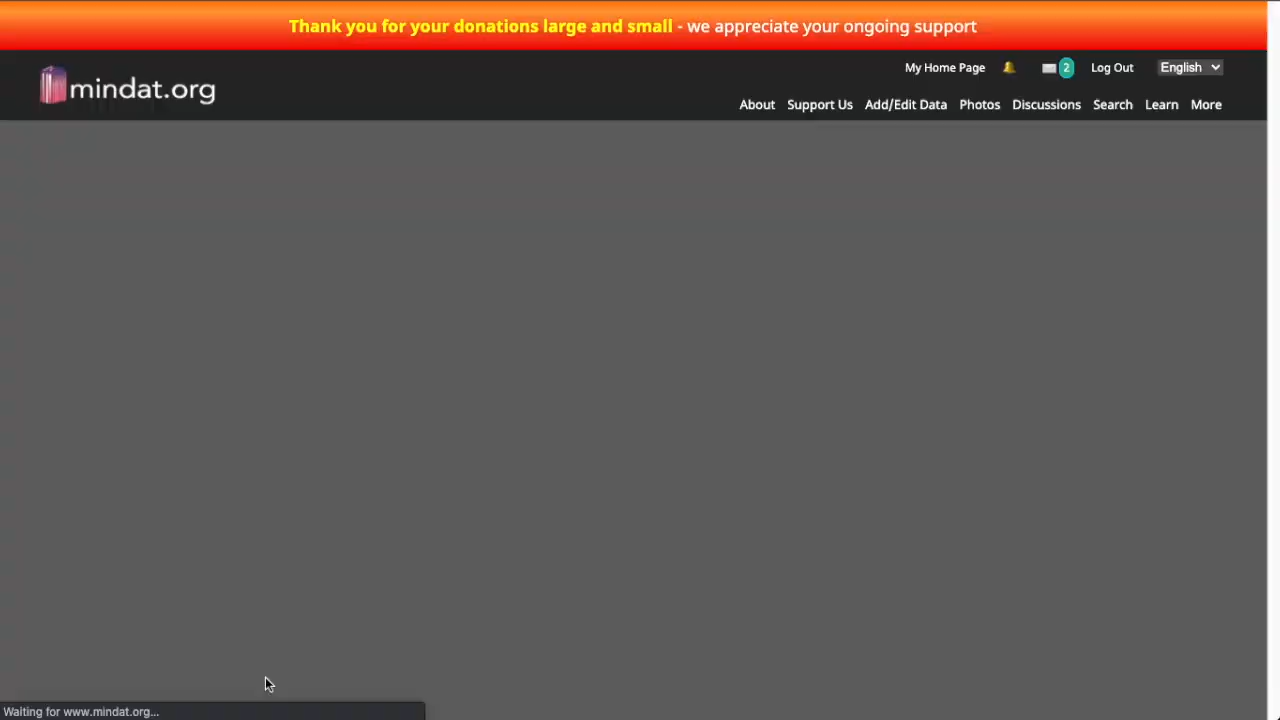 Thank you for your donations large and small - we appreciate your ongoing support
My Home Page 2 Log Out English
mindat.org
About Support Us Add/Edit Data Photos Discussions Search Learn More
Waiting for www.mindat.org...